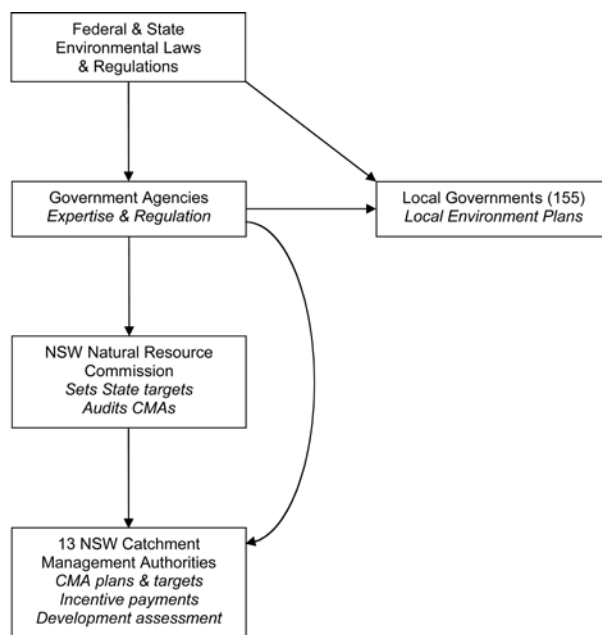 Federal & State
Environmental Laws
& Regulations
Government Agencies
Expertise & Regulation
Local Governments (155)
Local Environment Plans
NSW Natural Resource
Commission
Sets State targets
Audits CMAs
13 NSW Catchment
Management Authorities
CMA plans & targets
Incentive payments
Development assessment